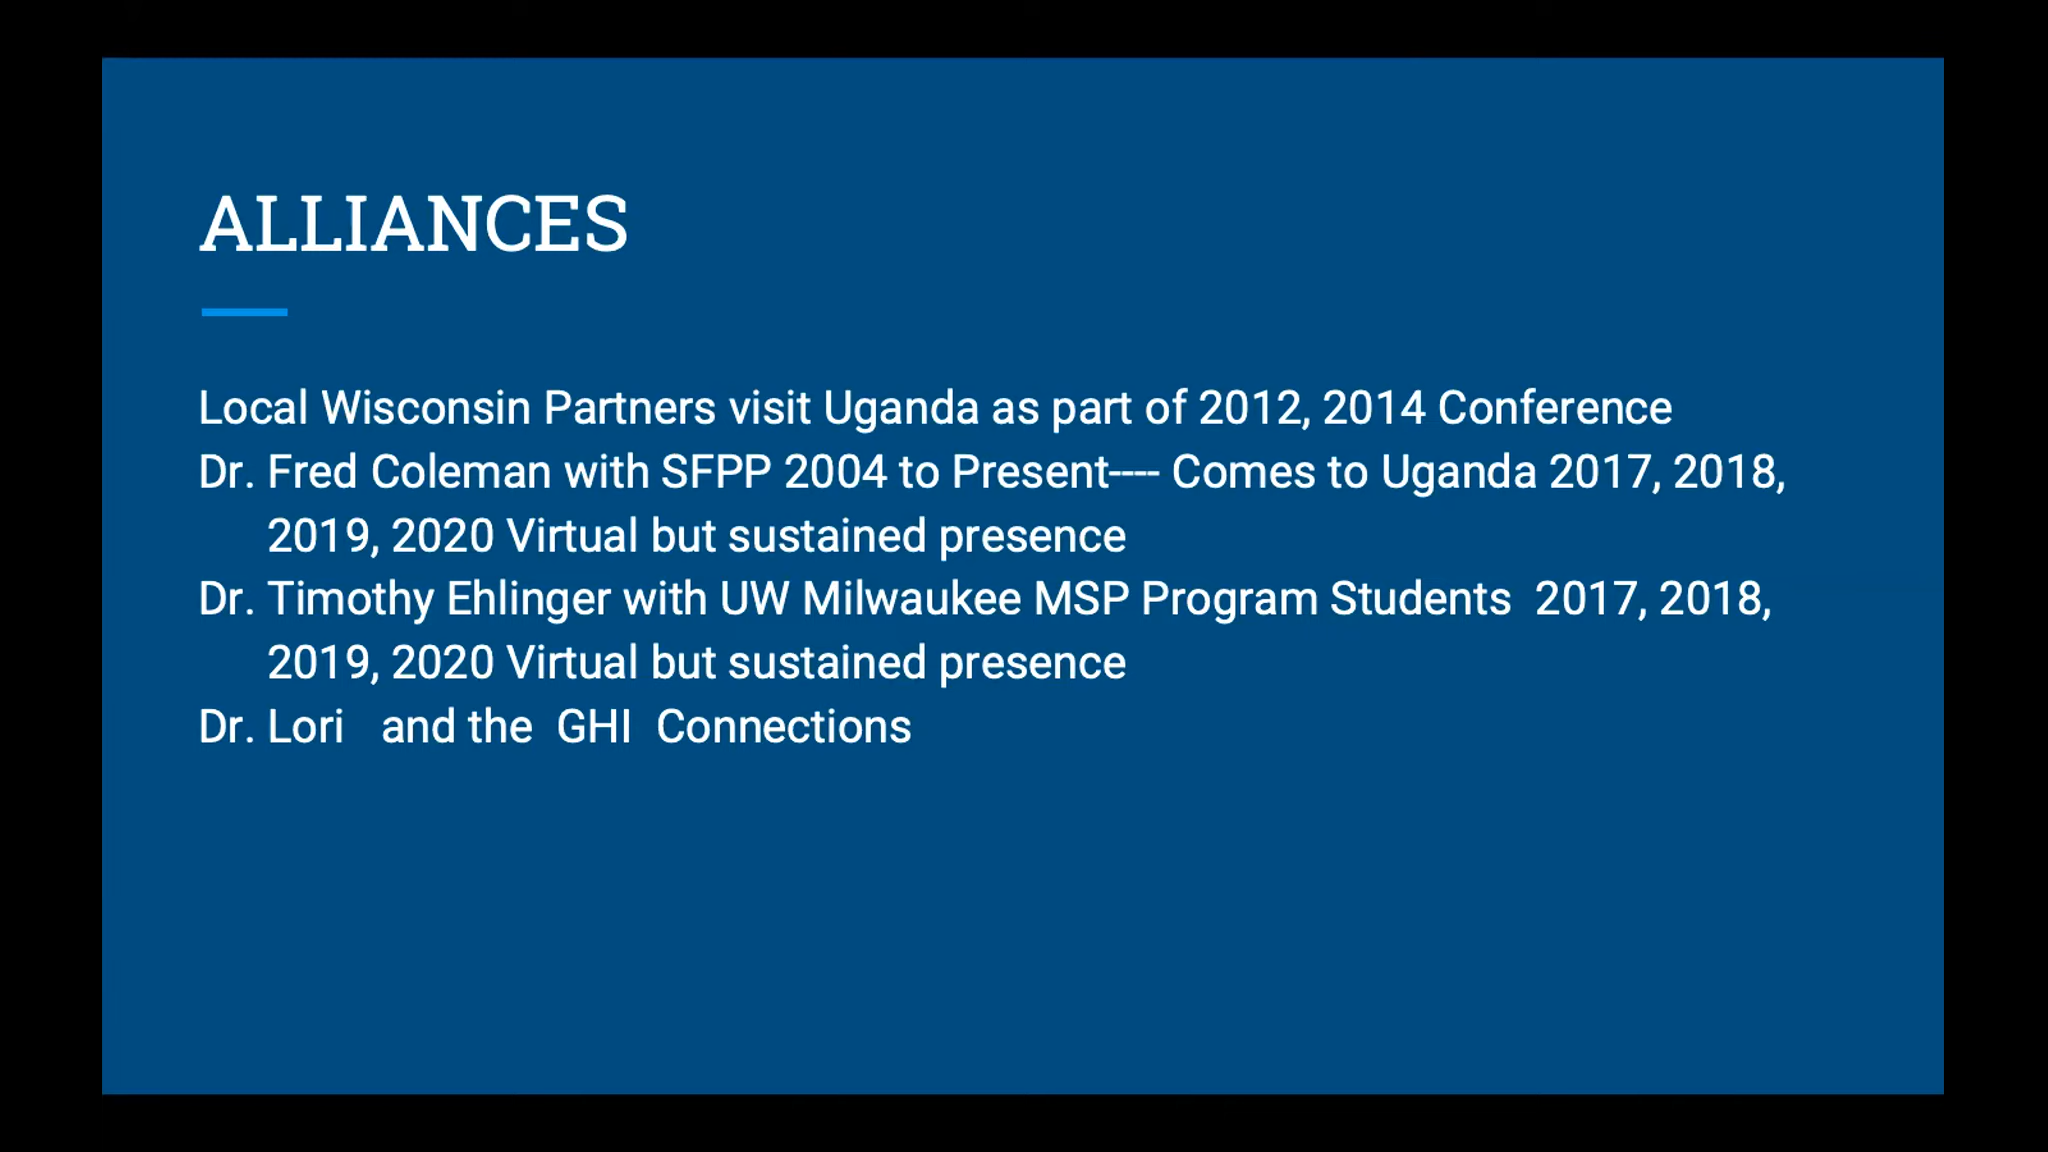 ALLIANCES
Local Wisconsin Partners visit Uganda as part of 2012, 2014 Conference
Dr. Fred Coleman with SFPP 2004 to Present---- Comes to Uganda 2017, 2018,
2019, 2020 Virtual but sustained presence
Dr. Timothy Ehlinger with UW Milwaukee MSP Program Students  2017, 2018,
2019, 2020 Virtual but sustained presence
Dr. Lori   and the  GHI  Connections